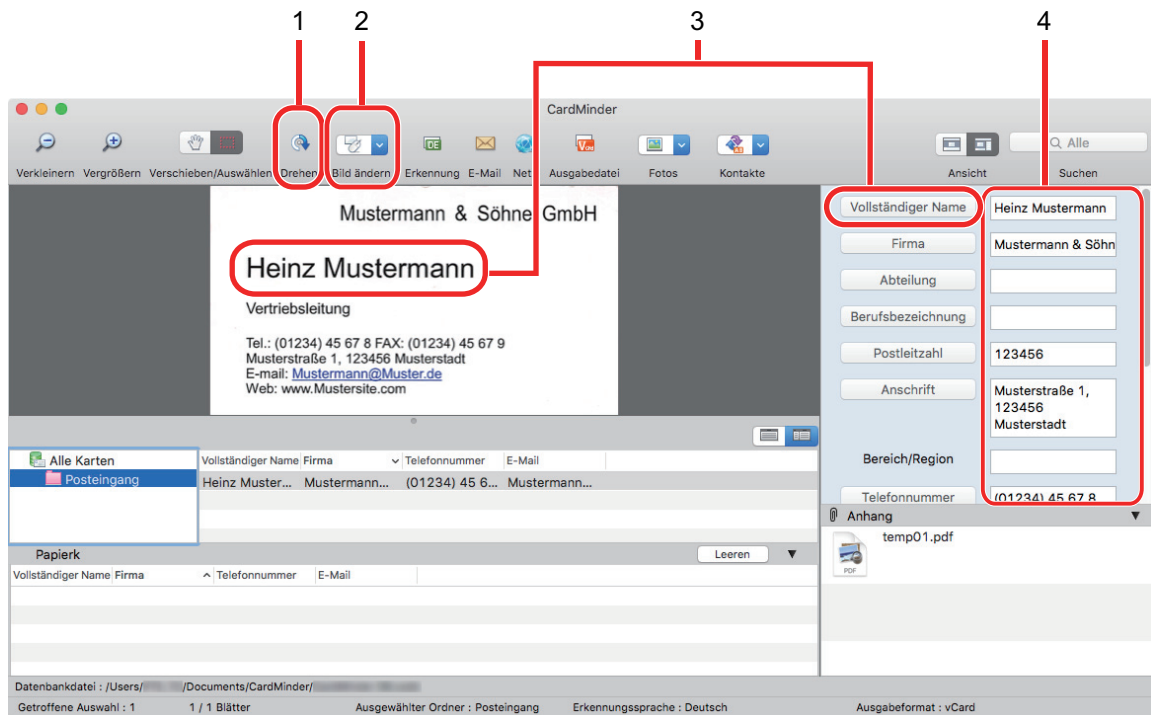 1 2 3 4
CardMinder
Alle
Verkleinern Vergrößern Verschieben/Auswählen Drehen Bild ändern Erkennung E-Mail Net Ausgabedatei Fotos Kontakte Ansicht Suchen
Mustermann & Söhne GmbH
Heinz Mustermann
Vertriebsleitung
Tel.: (01234) 45 67 8 FAX: (01234) 45 67 9
Musterstraße 1, 123456 Musterstadt
E-mail: Mustermann@Muster.de
Web: www.Mustersite.com
Vollständiger Name Heinz Mustermann
Firma Mustermann & Söhn
Abteilung
Berufsbezeichnung
Postleitzahl 123456
Anschrift Musterstraße 1,
123456
Musterstadt
Bereich/Region
Telefonnummer (01234) 45 67 8
Alle Karten
Posteingang
Vollständiger Name Firma Telefonnummer E-Mail
Heinz Muster... Mustermann... (01234) 45 6... Mustermann...
Anhang
temp01.pdf
PDF
Papierk Leeren
Vollständiger Name Firma Telefonnummer E-Mail
Datenbankdatei : /Users/ /Documents/CardMinder/
Getroffene Auswahl : 1 1 / 1 Blätter Ausgewählter Ordner : Posteingang Erkennungssprache : Deutsch Ausgabeformat : vCard